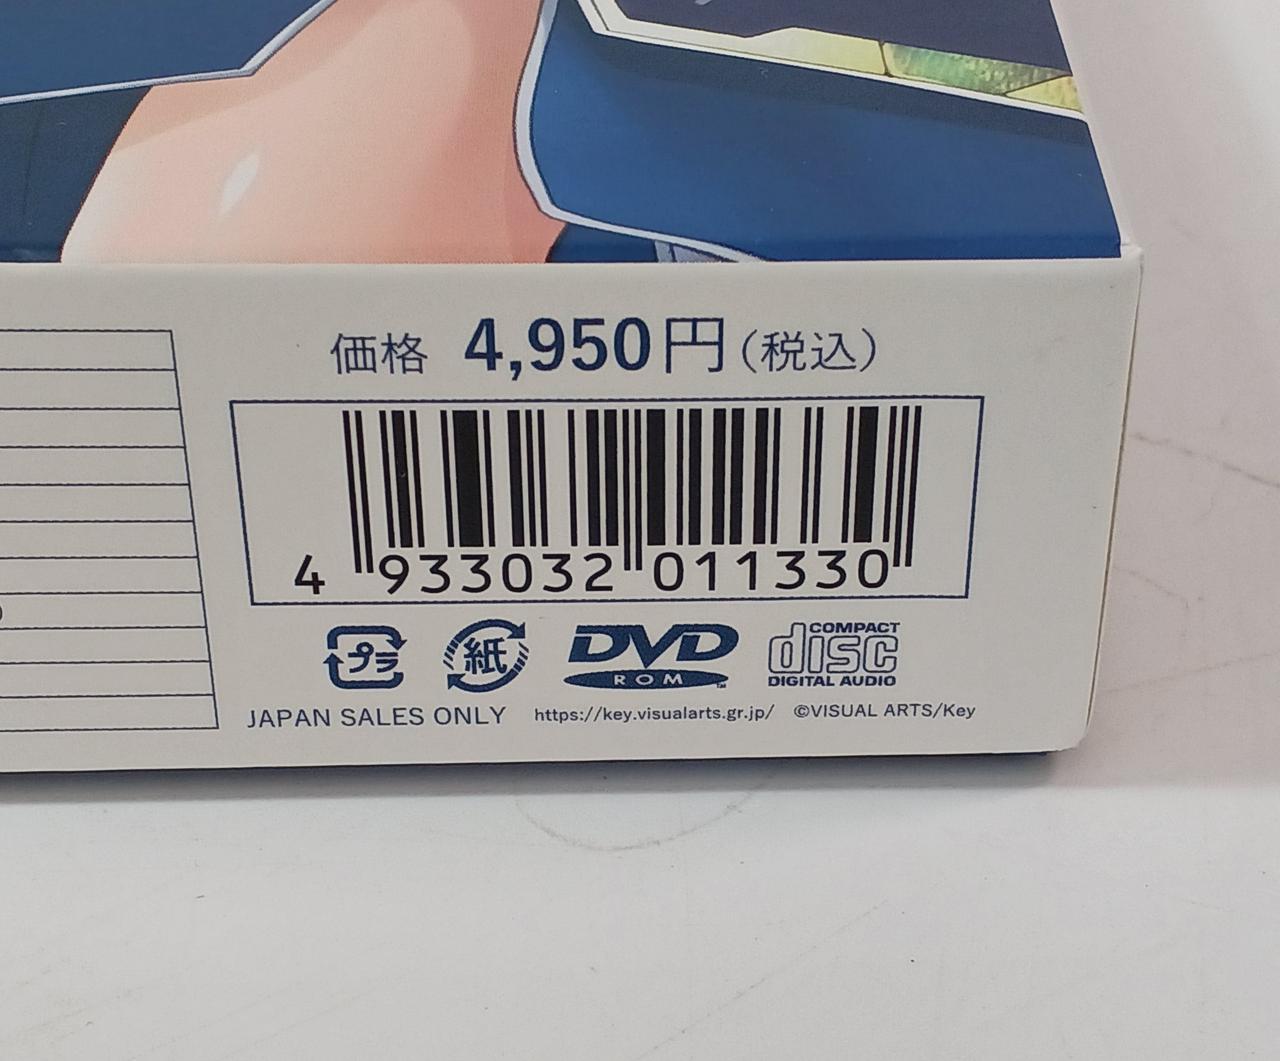 価格 4,950円(税込)
4 933032 011330
プラ 紙 DVD ROM™ COMPACT disc DIGITAL AUDIO
JAPAN SALES ONLY https://key.visualarts.gr.jp/ ©VISUAL ARTS/Key